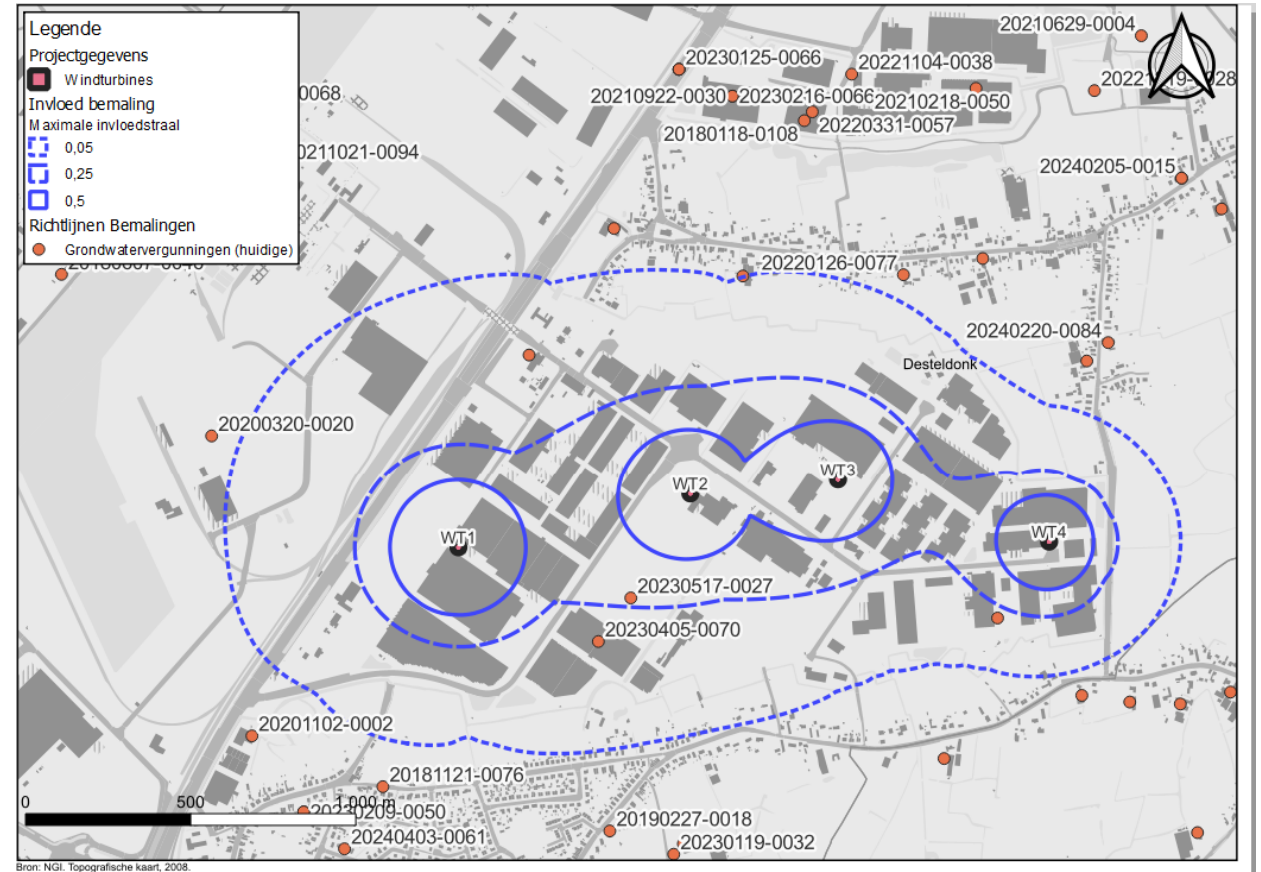 Legende
Projectgegevens
Windturbines
Invloed bemaling
Maximale invloedstraal
0,05
0,25
0,5
Richtlijnen Bemalingen
Grondwatervergunningen (huidige)
20210629-0004
20230125-0066
20221104-0038
0068
20210922-0030
20230216-0066
20210218-0050
20180118-0108
20220331-0057
0211021-0094
20240205-0015
20220126-0077
20240220-0084
Desteldonk
20200320-0020
WT3
WT2
WT1
WT4
20230517-0027
20230405-0070
20201102-0002
20181121-0076
0 500 1.000 m
20230209-0050
20190227-0018
20240403-0061
20230119-0032
Bron: NGI. Topografische kaart, 2008.